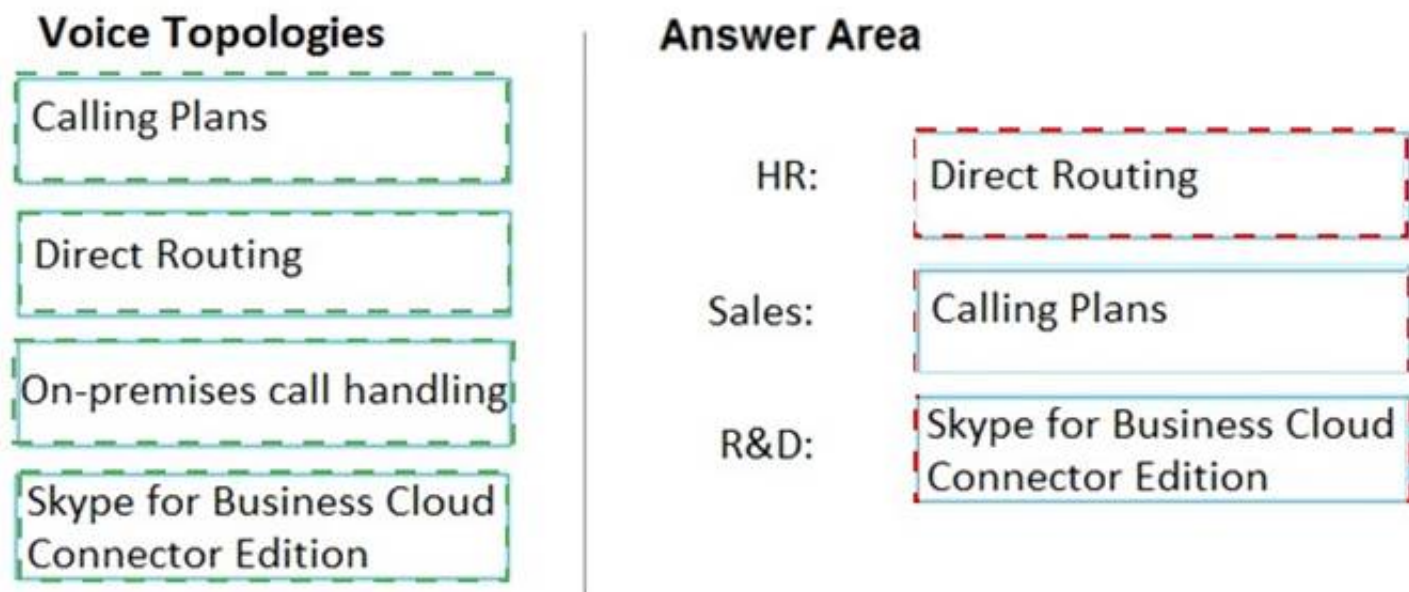 Voice Topologies
Calling Plans
Direct Routing
On-premises call handling
Skype for Business Cloud
Connector Edition
Answer Area
HR:
Direct Routing
Sales:
Calling Plans
R&D:
Skype for Business Cloud
Connector Edition